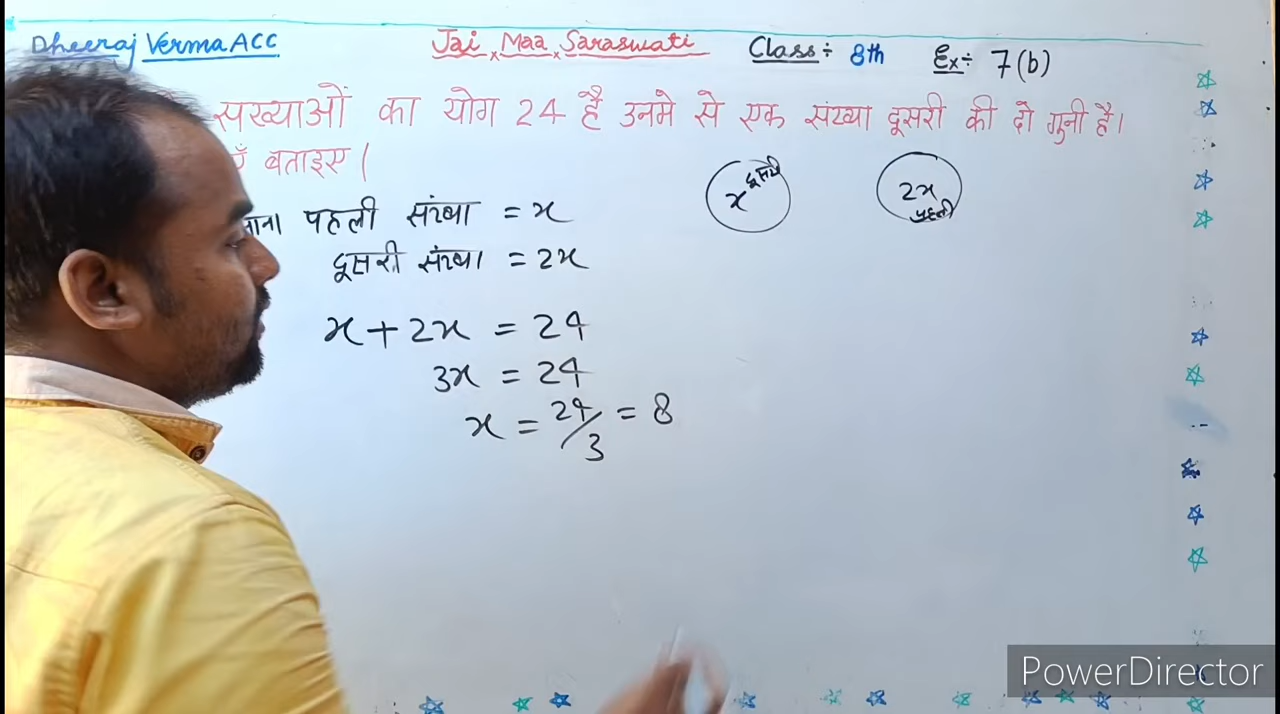 Dheeraj Verma ACC Jai Maa Saraswati Class÷ 8th Ex÷ 7(b)
सख्याओं का योग 24 है उनमे से एक संख्या दूसरी की दो गुनी है।
बताइए।
x दूसरी 2x पहली
माना पहली संख्या = x
दूसरी संख्या = 2x
x + 2x = 24
3x = 24
x = 24/3 = 8
PowerDirector